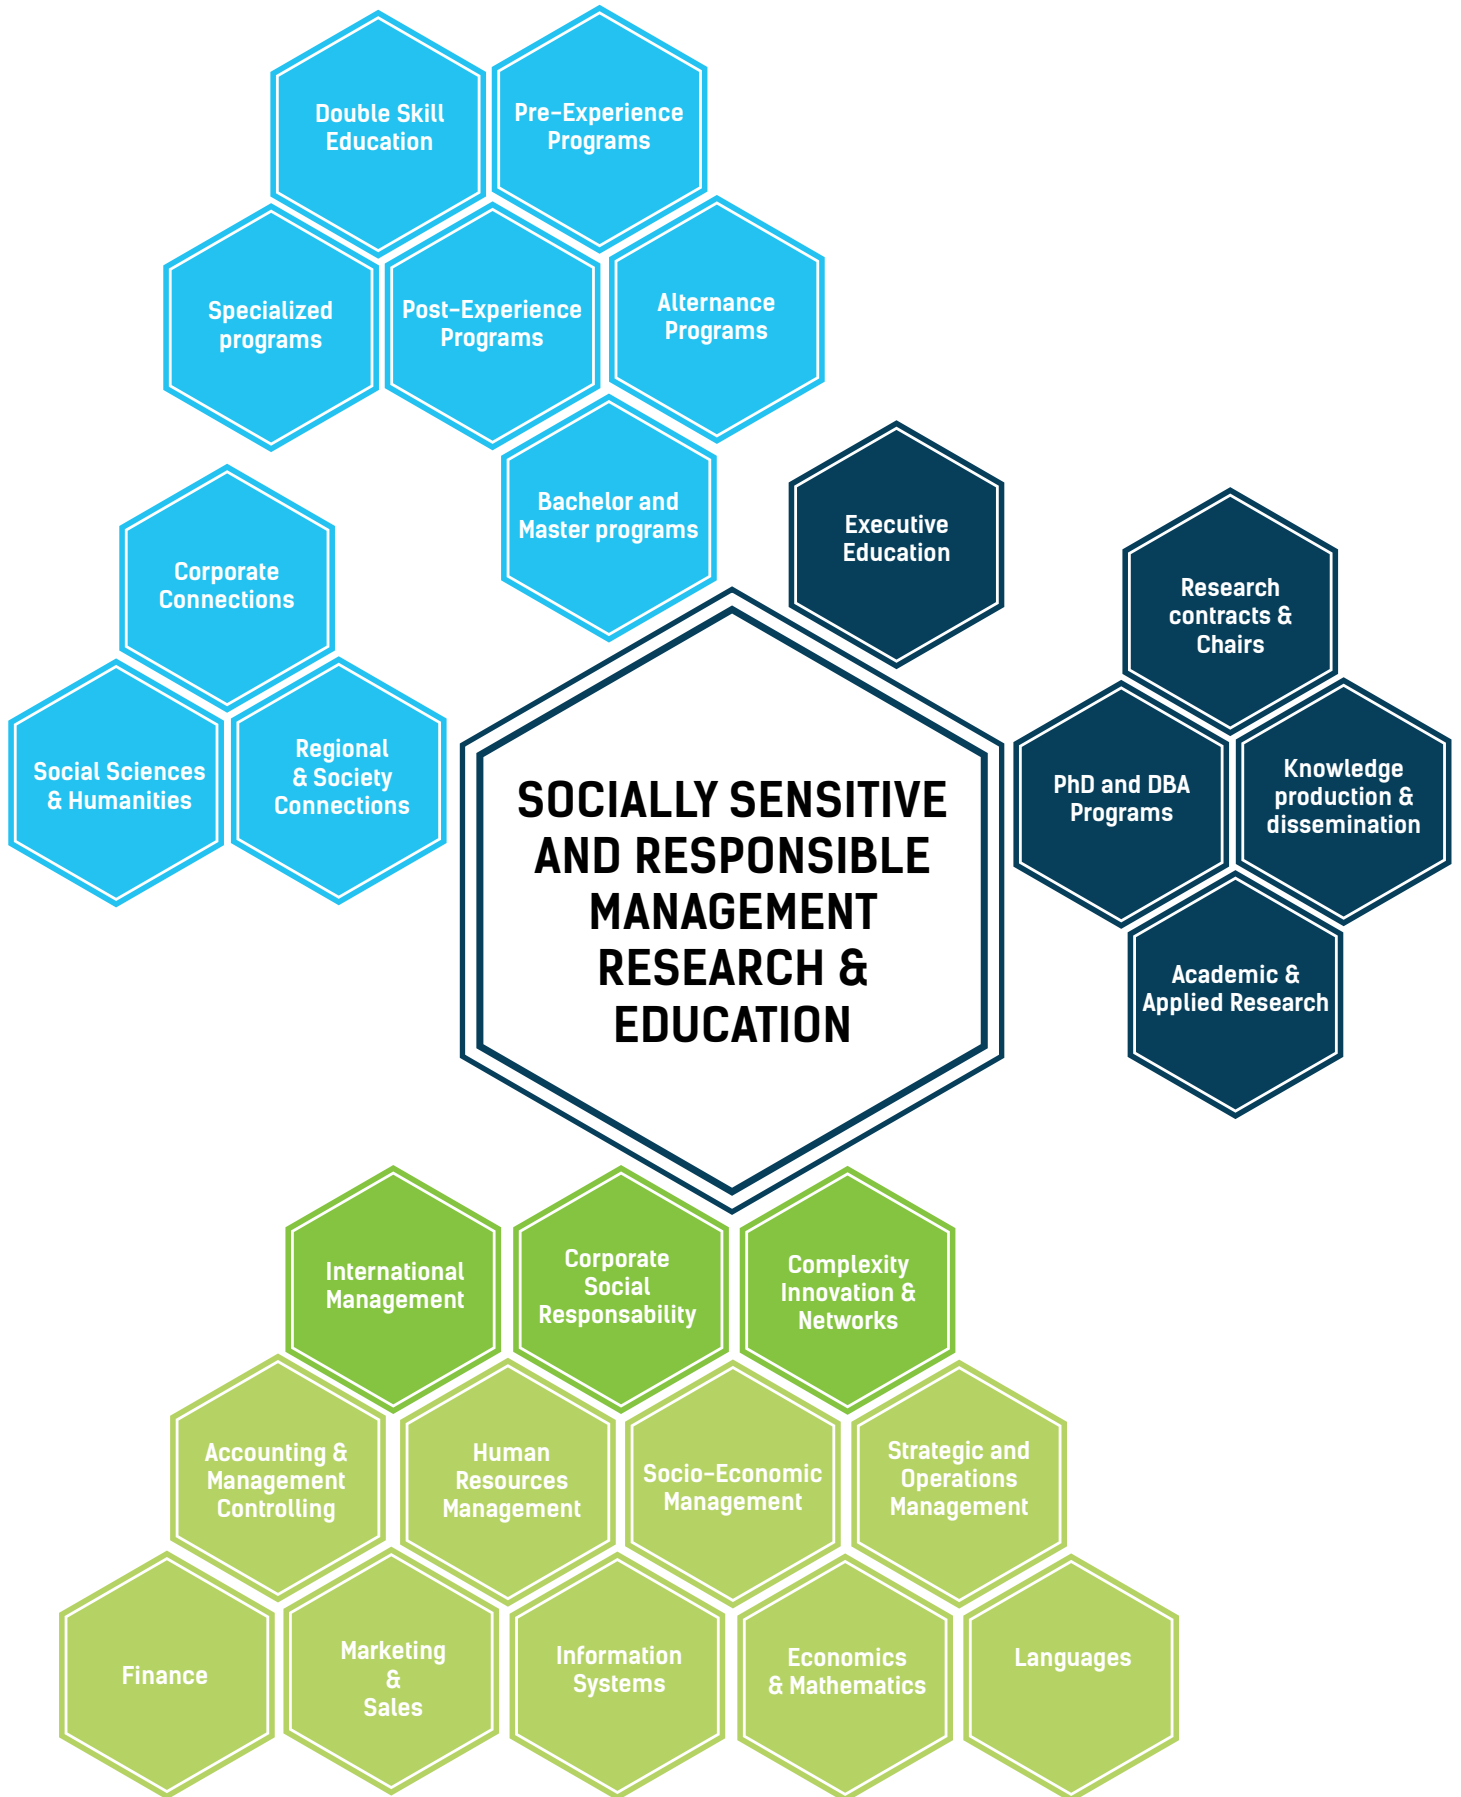 Double Skill
Education
Pre-Experience
Programs
Specialized
programs
Post-Experience
Programs
Alternance
Programs
Bachelor and
Master programs
Executive
Education
Corporate
Connections
Social Sciences
& Humanities
Regional
& Society
Connections
Research
contracts &
Chairs
PhD and DBA
Programs
Knowledge
production &
dissemination
Academic &
Applied Research
SOCIALLY SENSITIVE
AND RESPONSIBLE
MANAGEMENT
RESEARCH &
EDUCATION
International
Management
Corporate
Social
Responsability
Complexity
Innovation &
Networks
Accounting &
Management
Controlling
Human
Resources
Management
Socio-Economic
Management
Strategic and
Operations
Management
Finance
Marketing
&
Sales
Information
Systems
Economics
& Mathematics
Languages